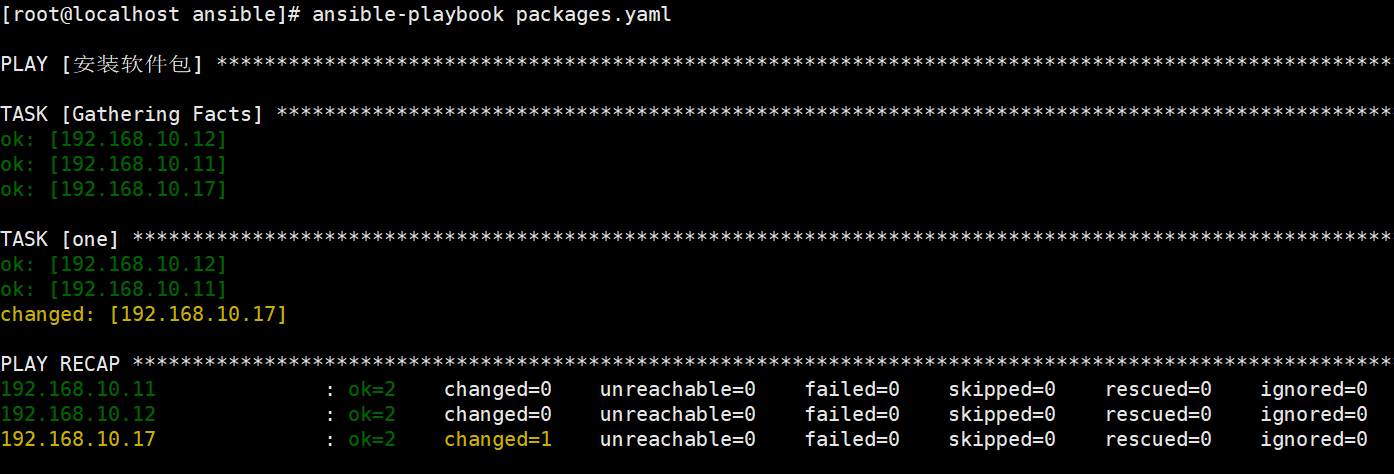 [root@localhost ansible]# ansible-playbook packages.yaml
PLAY [安装软件包] **************************************************************************************************
TASK [Gathering Facts] *********************************************************************************************
ok: [192.168.10.12]
ok: [192.168.10.11]
ok: [192.168.10.17]
TASK [one] *********************************************************************************************************
ok: [192.168.10.12]
ok: [192.168.10.11]
changed: [192.168.10.17]
PLAY RECAP *********************************************************************************************************
192.168.10.11              : ok=2    changed=0    unreachable=0    failed=0    skipped=0    rescued=0    ignored=0
192.168.10.12              : ok=2    changed=0    unreachable=0    failed=0    skipped=0    rescued=0    ignored=0
192.168.10.17              : ok=2    changed=1    unreachable=0    failed=0    skipped=0    rescued=0    ignored=0